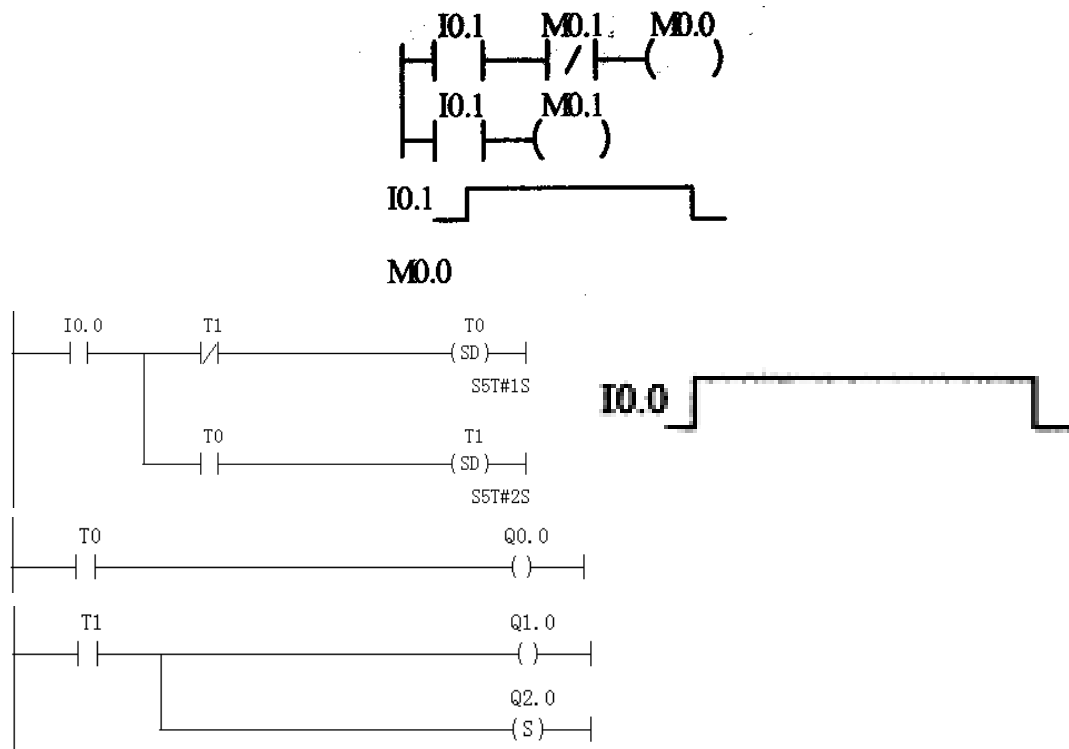 I0.1 M0.1 M0.0
I0.1 M0.1
I0.1
M0.0
I0.0 T1 T0
SD
S5T#1S
I0.0
T0 T1
SD
S5T#2S
T0 Q0.0
T1 Q1.0
Q2.0
S